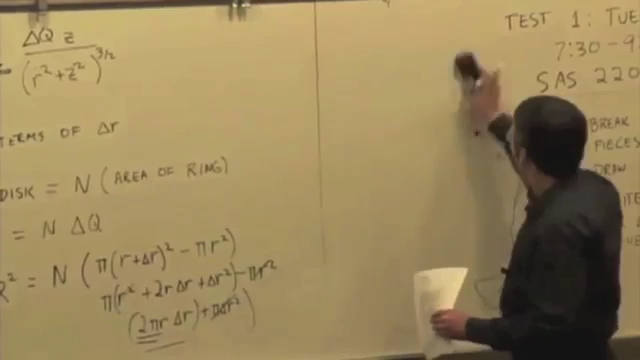 ΔQ z
(r²+z²)^3/2
TERMS OF Δr
DISK = N (AREA OF RING)
= N ΔQ
R² = N (π(r+Δr)² − πr²)
π(r²+2rΔr+Δr²)−πr²
(2πrΔr)+πΔr²)
TEST 1: TUE
7:30-9
SAS 220
BREAK
PIECES
DRAW